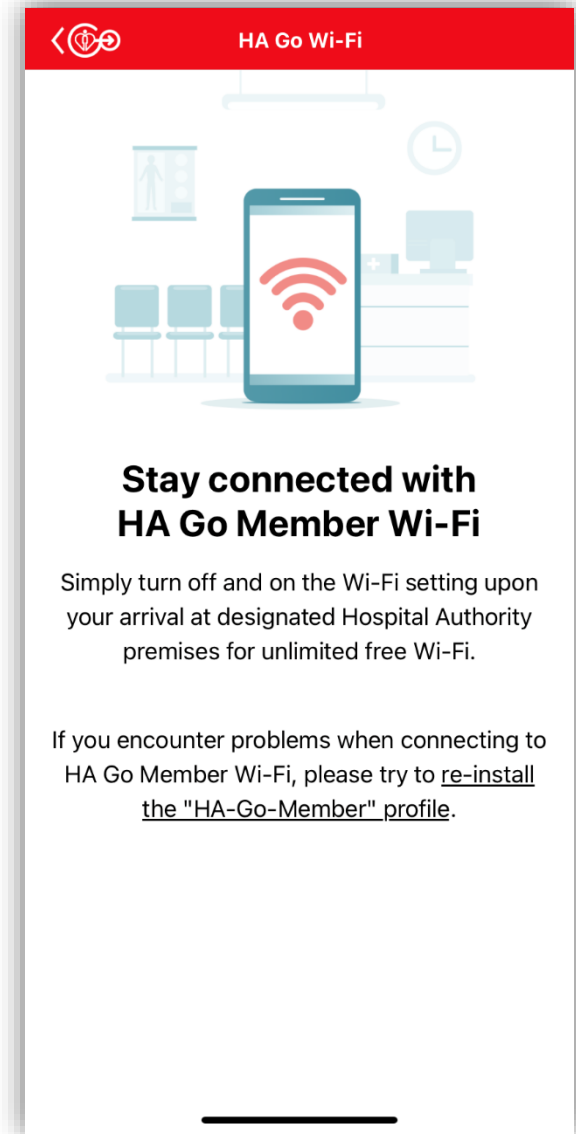 HA Go Wi-Fi
Stay connected with
HA Go Member Wi-Fi
Simply turn off and on the Wi-Fi setting upon
your arrival at designated Hospital Authority
premises for unlimited free Wi-Fi.
If you encounter problems when connecting to
HA Go Member Wi-Fi, please try to re-install
the "HA-Go-Member" profile.